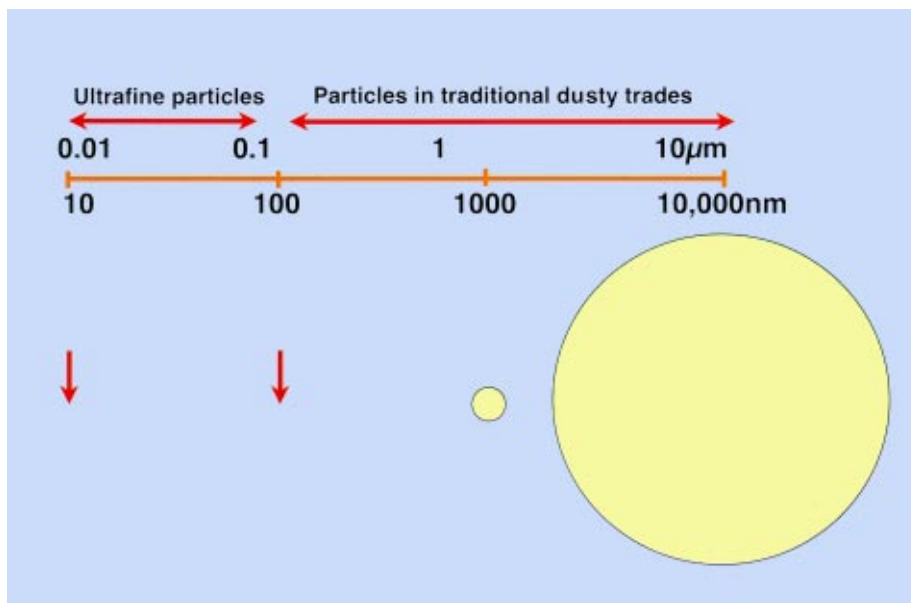 Ultrafine particles
Particles in traditional dusty trades
0.01 0.1 1 10μm
10 100 1000 10,000nm